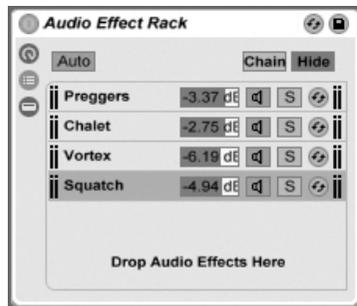 Audio Effect Rack
Auto Chain Hide
Preggers -3.37 dB S
Chalet -2.75 dB S
Vortex -6.19 dB S
Squatch -4.94 dB S
Drop Audio Effects Here